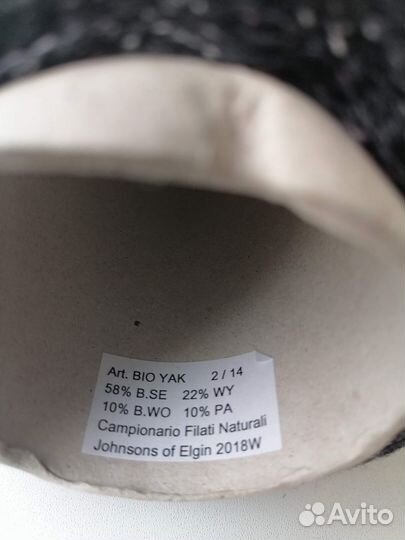 Art. BIO YAK 2 / 14
58% B.SE 22% WY
10% B.WO 10% PA
Campionario Filati Naturali
Johnsons of Elgin 2018W
Avito